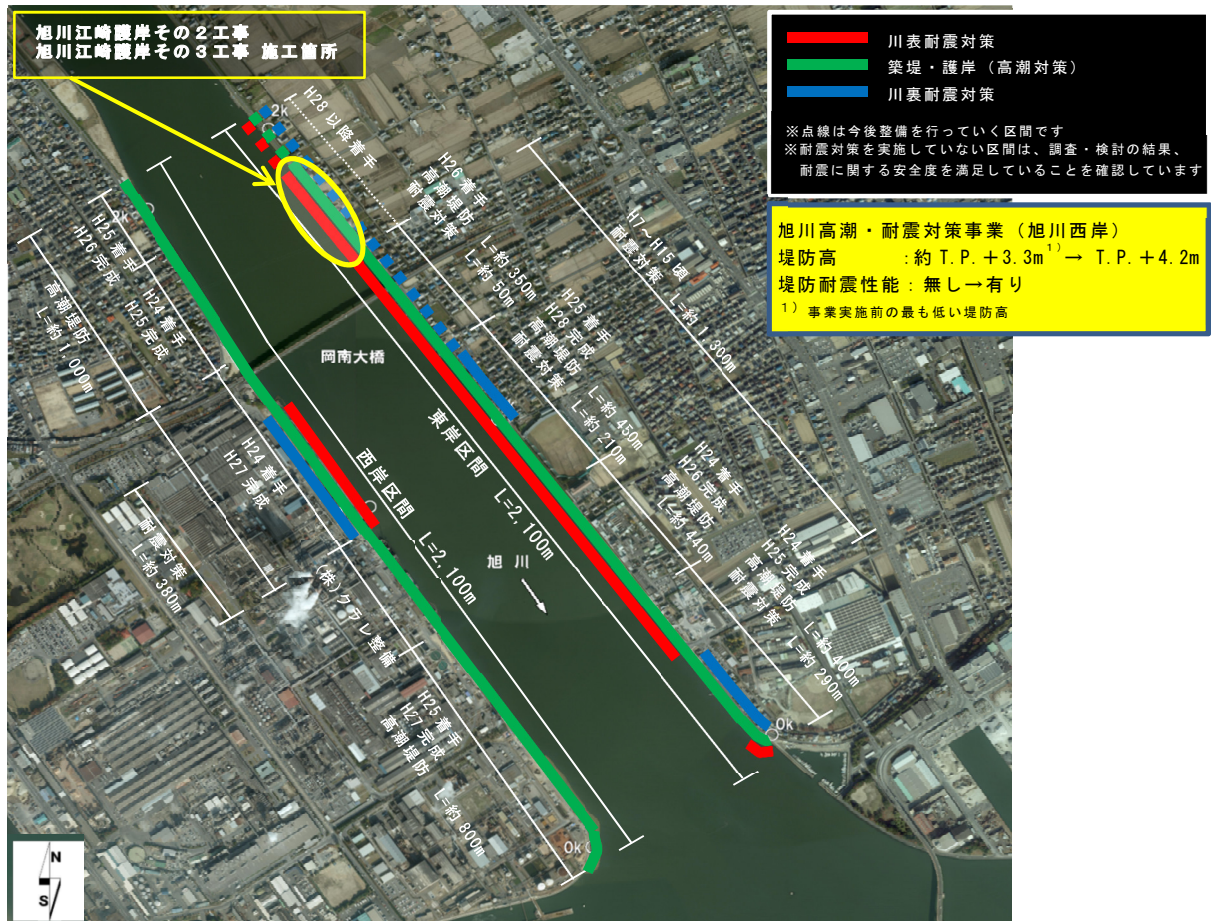 旭川江崎護岸その2工事
旭川江崎護岸その3工事 施工箇所
川表耐震対策
築堤・護岸（高潮対策）
川裏耐震対策
※点線は今後整備を行っていく区間です
※耐震対策を実施していない区間は、調査・検討の結果、
耐震に関する安全度を満足していることを確認しています
旭川高潮・耐震対策事業（旭川西岸）
堤防高　：約T.P.＋3.3m1)→ T.P.＋4.2m
堤防耐震性能：無し→有り
1) 事業実施前の最も低い堤防高
2k
H28以降着手
H26着手
高潮堤防 L=約350m
耐震対策 L=約50m
H7～H15頃
耐震対策 L=約1,300m
H25着手
H28完成
高潮堤防 L=約450m
耐震対策 L=約210m
H24着手
H26完成
高潮堤防
L=約440m
H24着手
H25完成
高潮堤防 L=約400m
耐震対策 L=約290m
0k
2k
H25着手
H26完成
H24着手
H25完成
高潮堤防
L=約1,000m
岡南大橋
東岸区間 L=2,100m
西岸区間 L=2,100m
旭川
H24着手
H27完成
耐震対策
L=約380m
(株)クラレ整備
H25着手
H27完成
高潮堤防
L=約800m
0k
N
S